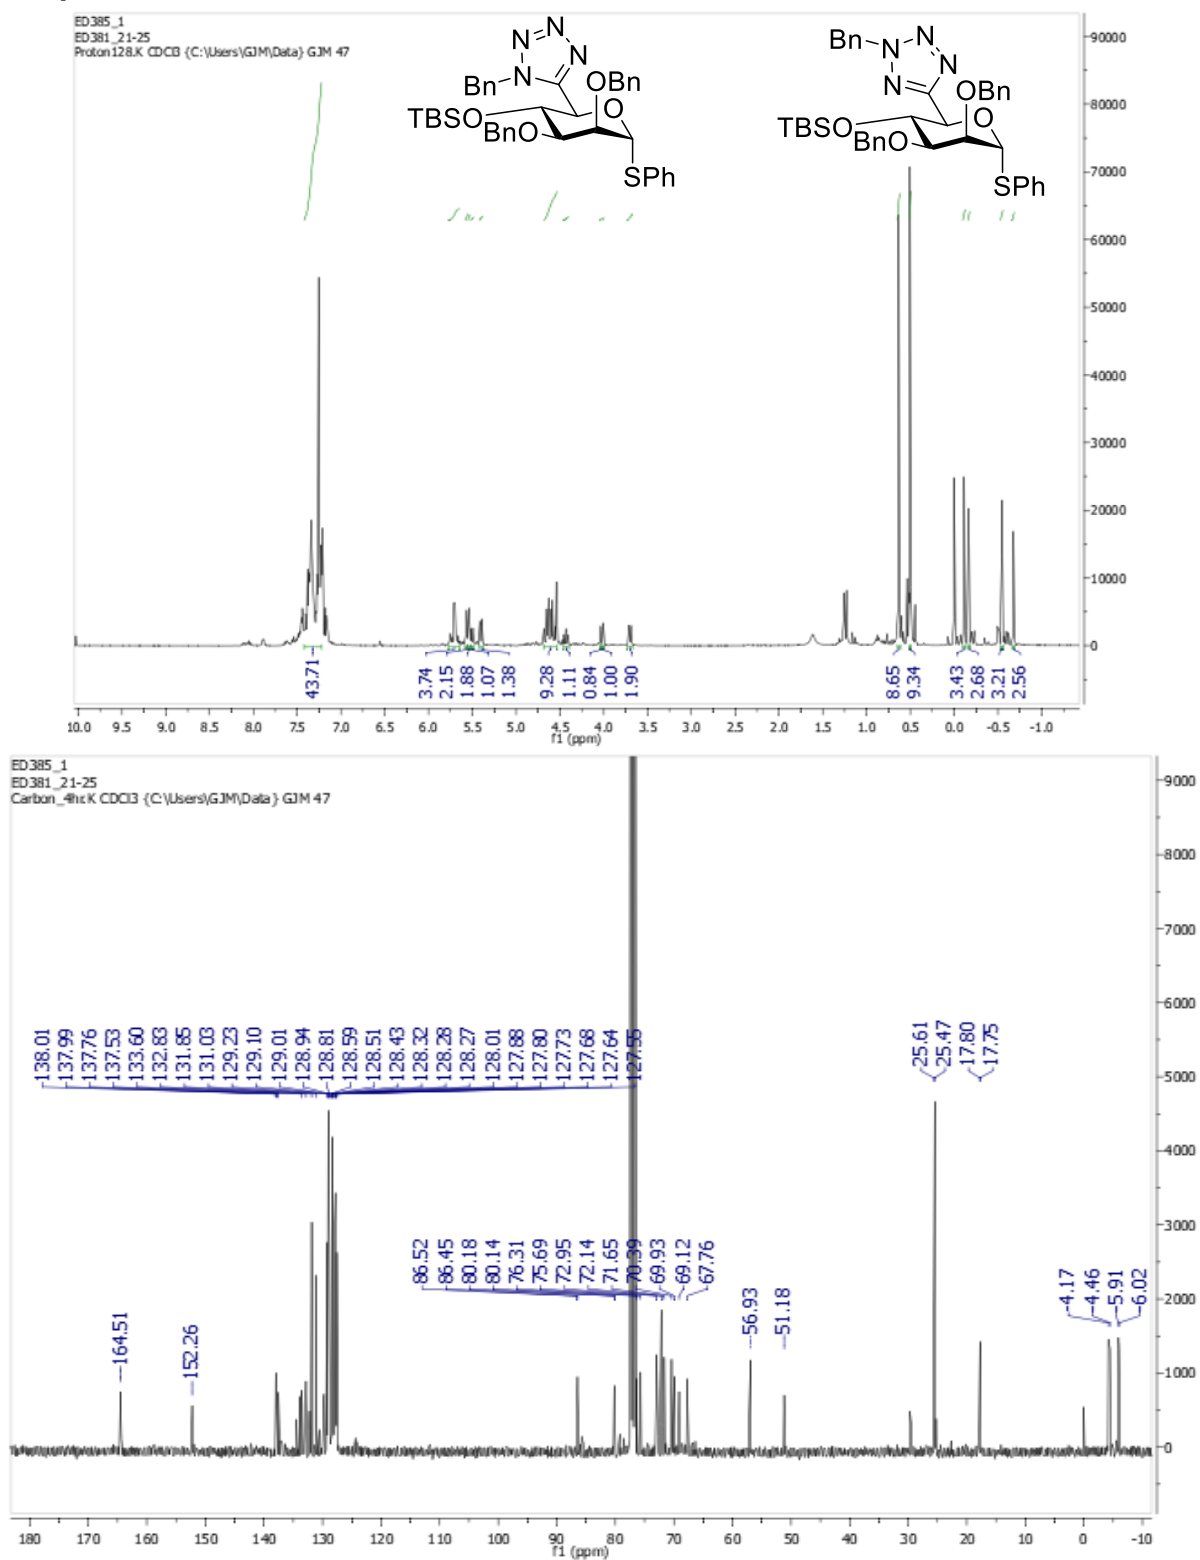 ED385_1
ED381_21-25
Proton128.K CDCl3 {C:\Users\GJM\Data} GJM 47
N N N N
Bn OBn
TBSO O
BnO
SPh
Bn N N N N
OBn
TBSO O
BnO
SPh
90000
80000
70000
60000
50000
40000
30000
20000
10000
0
43.71 3.74 2.15 1.88 1.07 1.38 9.28 1.11 0.84 1.00 1.90 8.65 9.34 3.43 2.68 3.21 2.56
10.0 9.5 9.0 8.5 8.0 7.5 7.0 6.5 6.0 5.5 5.0 4.5 4.0 3.5 3.0 2.5 2.0 1.5 1.0 0.5 0.0 -0.5 -1.0
f1 (ppm)
ED385_1
ED381_21-25
Carbon_4hr.K CDCl3 {C:\Users\GJM\Data} GJM 47
9000
8000
7000
6000
5000
4000
3000
2000
1000
0
138.01 137.99 137.76 137.53 133.60 132.83 131.85 131.03 129.23 129.10 129.01 128.94 128.81 128.59 128.51 128.43 128.32 128.28 128.27 128.01 127.88 127.80 127.73 127.68 127.64 127.55
25.61 25.47 17.80 17.75
86.52 86.45 80.18 80.14 76.31 75.69 72.95 72.14 71.65 70.39 69.93 69.12 67.76
164.51
152.26
56.93
51.18
-4.17 -4.46 -5.91 -6.02
180 170 160 150 140 130 120 110 100 90 80 70 60 50 40 30 20 10 0 -10
f1 (ppm)